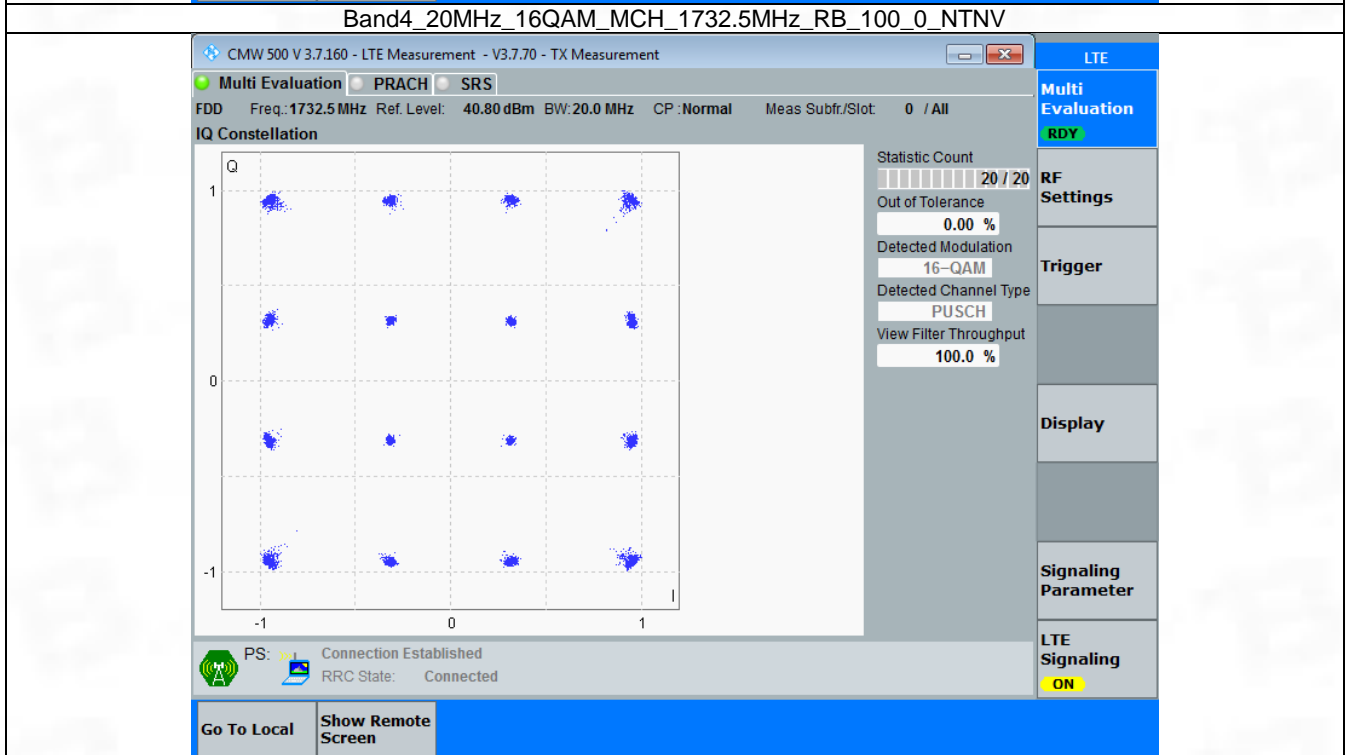 Band4_20MHz_16QAM_MCH_1732.5MHz_RB_100_0_NTNV
CMW 500 V 3.7.160 - LTE Measurement - V3.7.70 - TX Measurement
LTE
Multi Evaluation PRACH SRS
FDD Freq.:1732.5 MHz Ref. Level: 40.80 dBm BW:20.0 MHz CP :Normal Meas Subfr./Slot: 0 / All
IQ Constellation
Q
1
0
-1
-1 0 1
I
Statistic Count
20 / 20
Out of Tolerance
0.00 %
Detected Modulation
16-QAM
Detected Channel Type
PUSCH
View Filter Throughput
100.0 %
Multi
Evaluation
RDY
RF
Settings
Trigger
Display
Signaling
Parameter
LTE
Signaling
ON
PS: Connection Established
RRC State: Connected
Go To Local
Show Remote
Screen